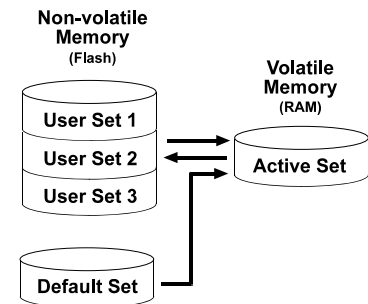 Non-volatile
Memory
(Flash)
User Set 1
User Set 2
User Set 3
Default Set
Volatile
Memory
(RAM)
Active Set